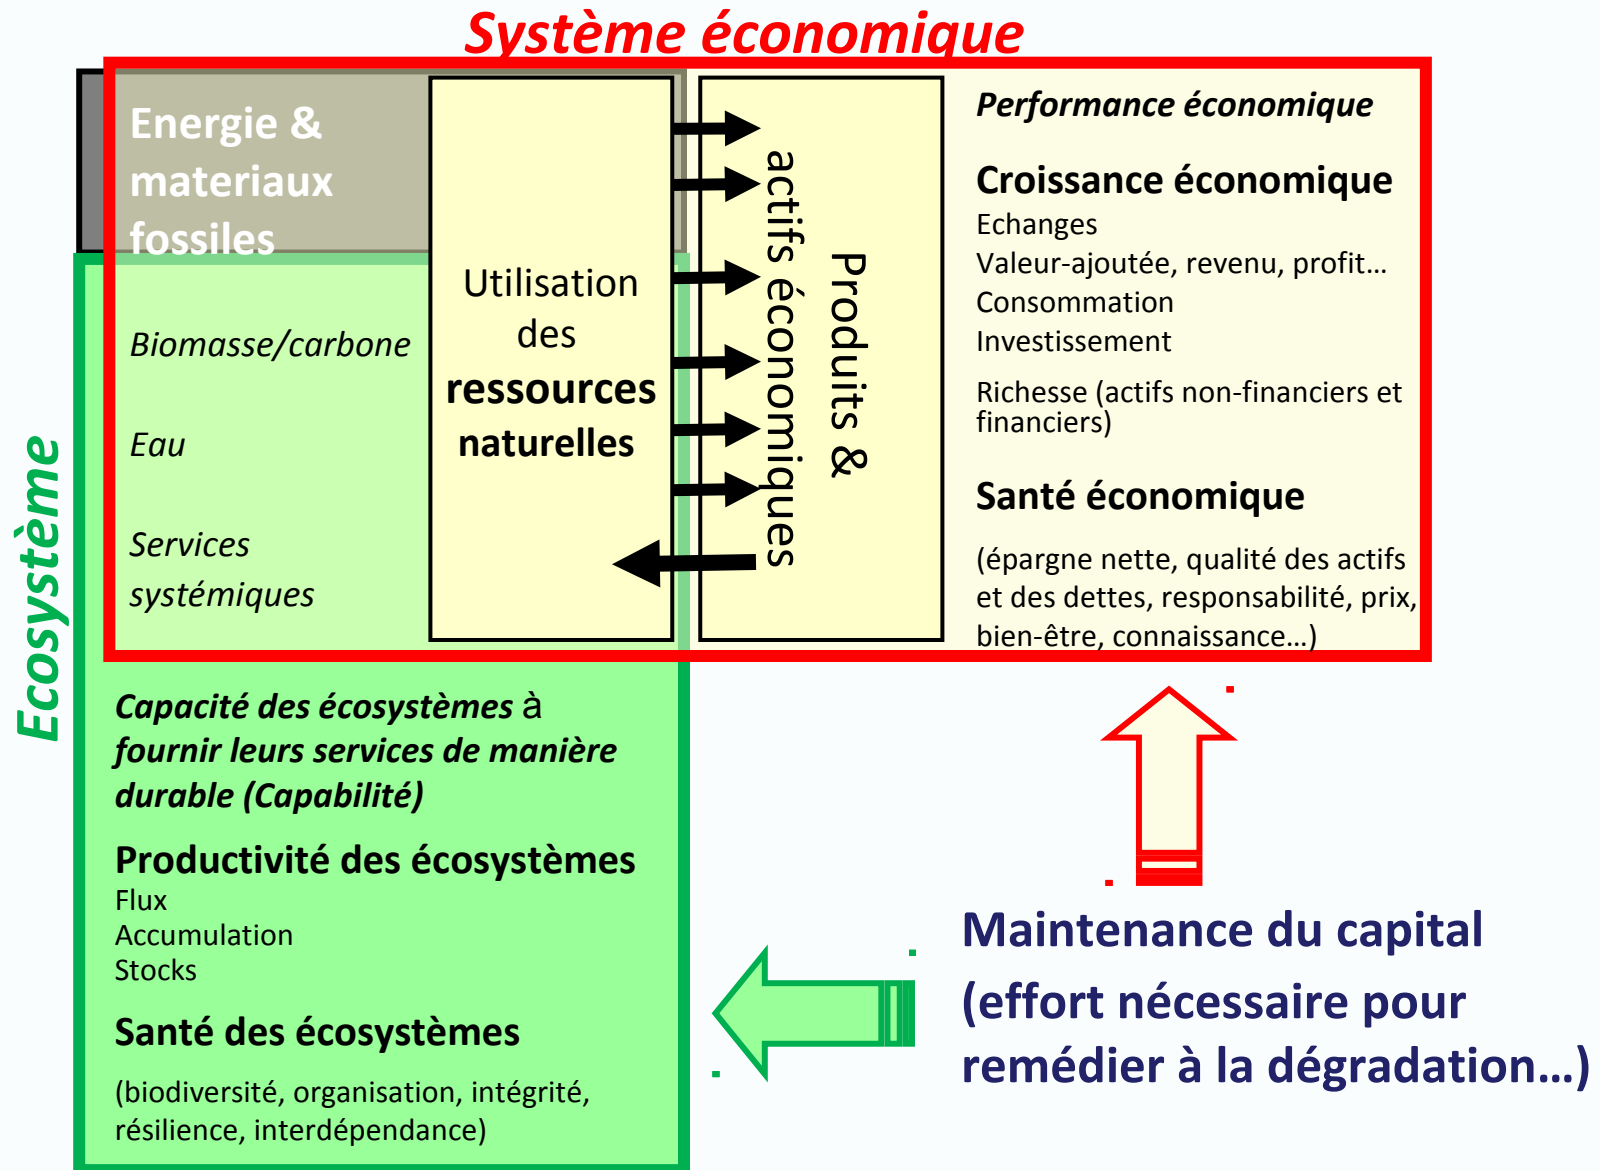 Système économique
Energie &
materiaux
fossiles
Biomasse/carbone
Eau
Services
systémiques
Utilisation
des
ressources
naturelles
Produits &
actifs économiques
Performance économique
Croissance économique
Echanges
Valeur-ajoutée, revenu, profit…
Consommation
Investissement
Richesse (actifs non-financiers et
financiers)
Santé économique
(épargne nette, qualité des actifs
et des dettes, responsabilité, prix,
bien-être, connaissance…)
Ecosystème
Capacité des écosystèmes à
fournir leurs services de manière
durable (Capabilité)
Productivité des écosystèmes
Flux
Accumulation
Stocks
Santé des écosystèmes
(biodiversité, organisation, intégrité,
résilience, interdépendance)
Maintenance du capital
(effort nécessaire pour
remédier à la dégradation…)